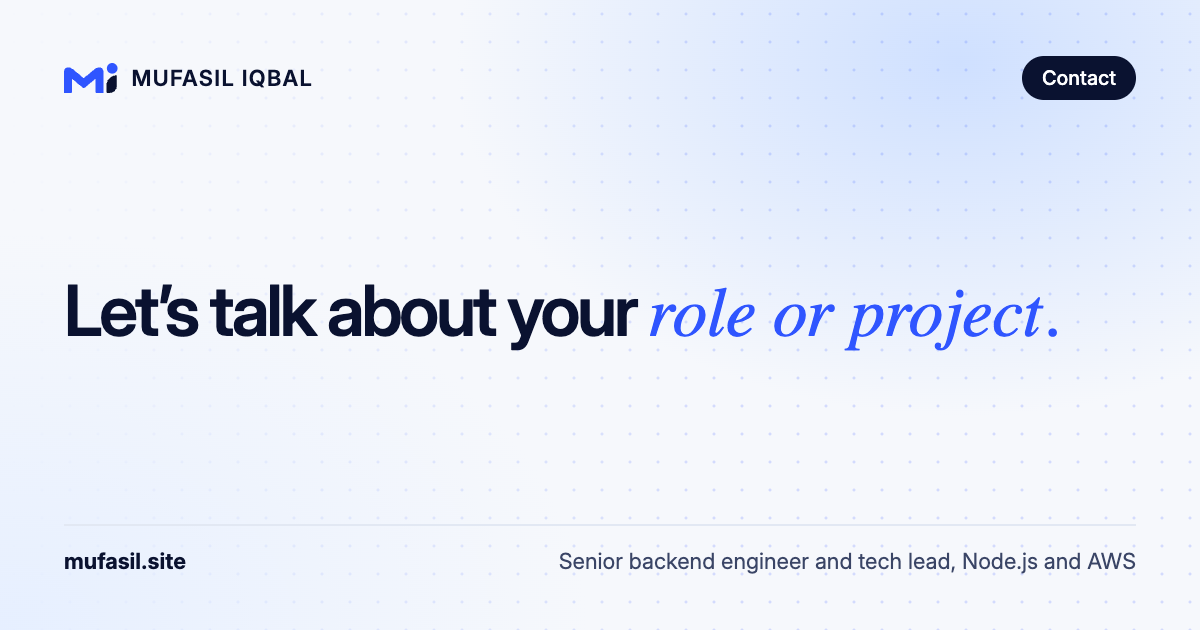 Mi MUFASIL IQBAL
Contact
Let’s talk about your role or project.
mufasil.site
Senior backend engineer and tech lead, Node.js and AWS